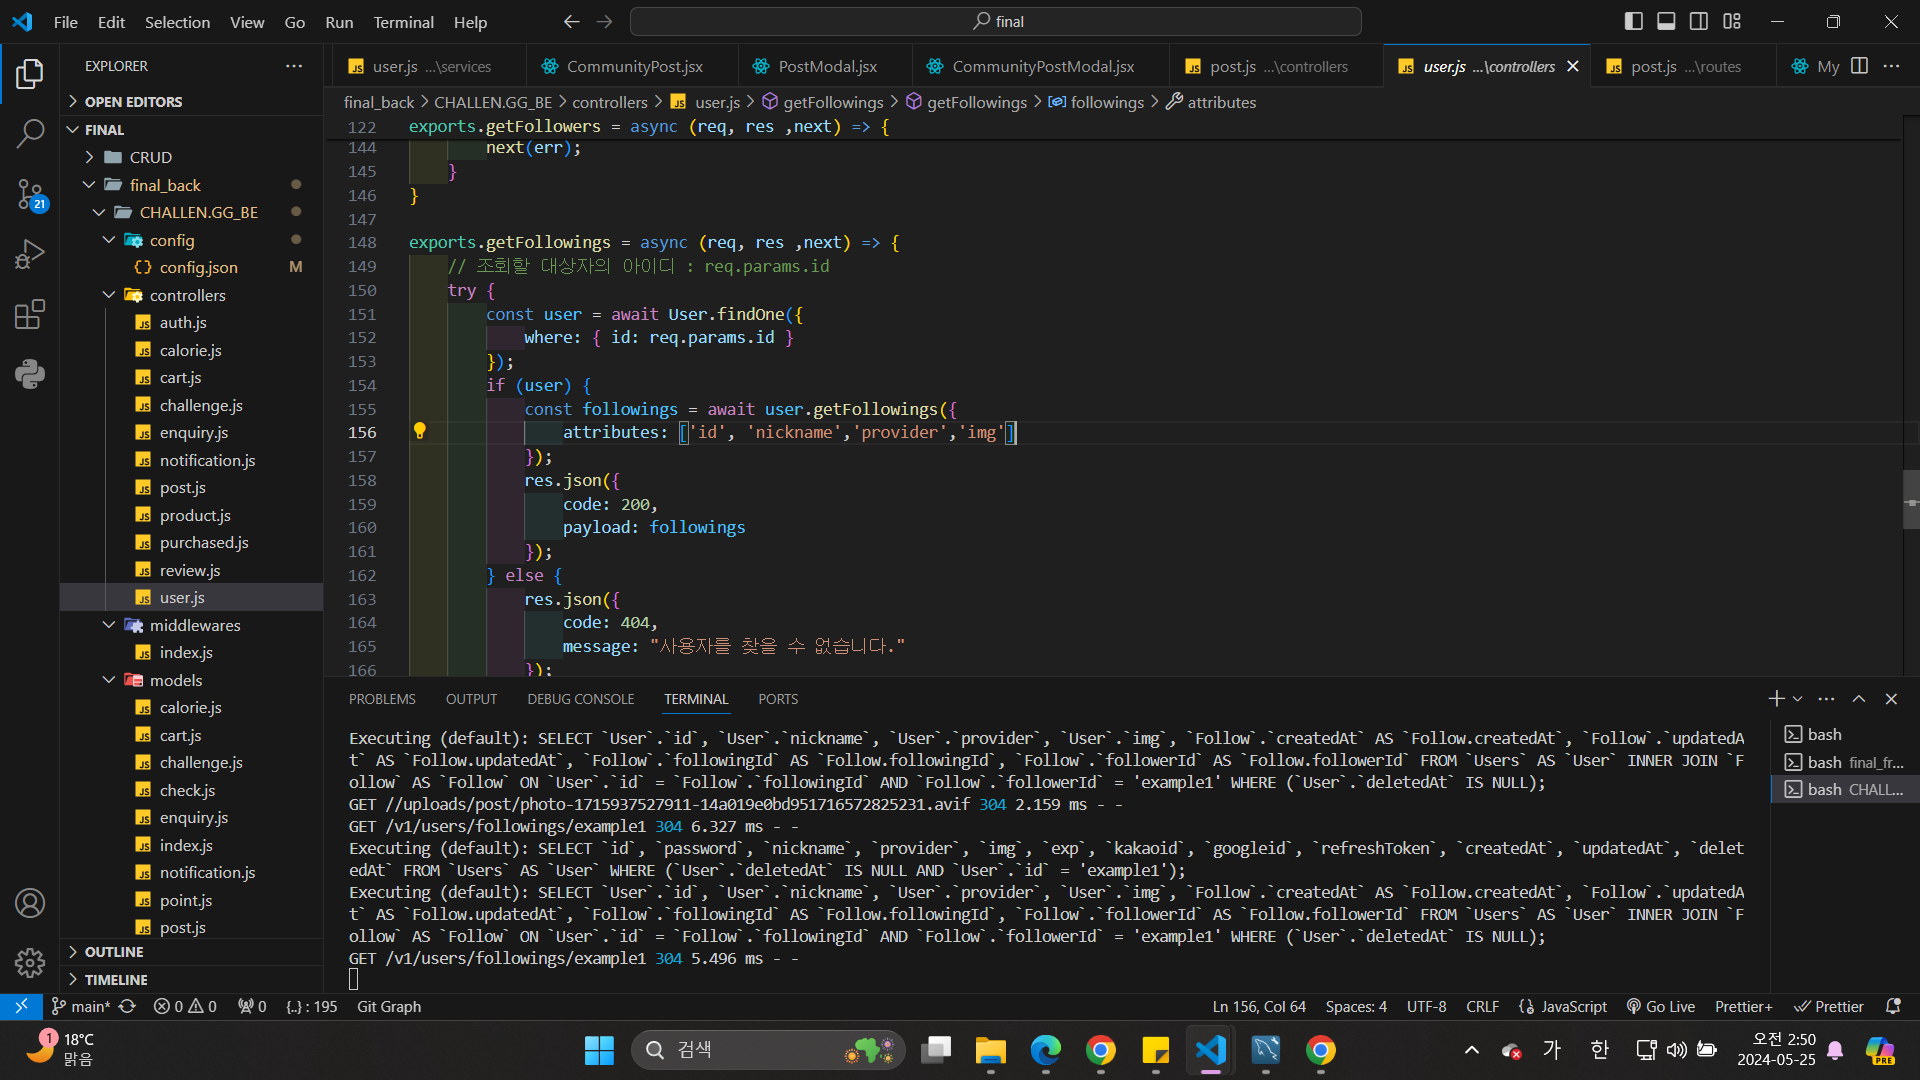 File Edit Selection View Go Run Terminal Help
final
EXPLORER
user.js ...\services
CommunityPost.jsx
PostModal.jsx
CommunityPostModal.jsx
post.js ...\controllers
user.js ...\controllers
post.js ...\routes
My
OPEN EDITORS
FINAL
CRUD
final_back
CHALLEN.GG_BE
config
config.json M
controllers
auth.js
calorie.js
cart.js
challenge.js
enquiry.js
notification.js
post.js
product.js
purchased.js
review.js
user.js
middlewares
index.js
models
calorie.js
cart.js
challenge.js
check.js
enquiry.js
index.js
notification.js
point.js
post.js
OUTLINE
TIMELINE
21
final_back > CHALLEN.GG_BE > controllers > user.js > getFollowings > getFollowings > followings > attributes
122 exports.getFollowers = async (req, res ,next) => {
144 next(err);
145 }
146 }
147
148 exports.getFollowings = async (req, res ,next) => {
149 // 조회할 대상자의 아이디 : req.params.id
150 try {
151 const user = await User.findOne({
152 where: { id: req.params.id }
153 });
154 if (user) {
155 const followings = await user.getFollowings({
156 attributes: ['id', 'nickname','provider','img']
157 });
158 res.json({
159 code: 200,
160 payload: followings
161 });
162 } else {
163 res.json({
164 code: 404,
165 message: "사용자를 찾을 수 없습니다."
166 });
PROBLEMS OUTPUT DEBUG CONSOLE TERMINAL PORTS
Executing (default): SELECT `User`.`id`, `User`.`nickname`, `User`.`provider`, `User`.`img`, `Follow`.`createdAt` AS `Follow.createdAt`, `Follow`.`updatedA
t` AS `Follow.updatedAt`, `Follow`.`followingId` AS `Follow.followingId`, `Follow`.`followerId` AS `Follow.followerId` FROM `Users` AS `User` INNER JOIN `F
ollow` AS `Follow` ON `User`.`id` = `Follow`.`followingId` AND `Follow`.`followerId` = 'example1' WHERE (`User`.`deletedAt` IS NULL);
GET //uploads/post/photo-1715937527911-14a019e0bd951716572825231.avif 304 2.159 ms - -
GET /v1/users/followings/example1 304 6.327 ms - -
Executing (default): SELECT `id`, `password`, `nickname`, `provider`, `img`, `exp`, `kakaoid`, `googleid`, `refreshToken`, `createdAt`, `updatedAt`, `delet
edAt` FROM `Users` AS `User` WHERE (`User`.`deletedAt` IS NULL AND `User`.`id` = 'example1');
Executing (default): SELECT `User`.`id`, `User`.`nickname`, `User`.`provider`, `User`.`img`, `Follow`.`createdAt` AS `Follow.createdAt`, `Follow`.`updatedA
t` AS `Follow.updatedAt`, `Follow`.`followingId` AS `Follow.followingId`, `Follow`.`followerId` AS `Follow.followerId` FROM `Users` AS `User` INNER JOIN `F
ollow` AS `Follow` ON `User`.`id` = `Follow`.`followingId` AND `Follow`.`followerId` = 'example1' WHERE (`User`.`deletedAt` IS NULL);
GET /v1/users/followings/example1 304 5.496 ms - -
bash
bash final_fr...
bash CHALL...
main* 0 0 0 {..} : 195 Git Graph
Ln 156, Col 64 Spaces: 4 UTF-8 CRLF JavaScript Go Live Prettier+ Prettier
1
18°C
맑음
검색
가
한
오전 2:50
2024-05-25
PRE